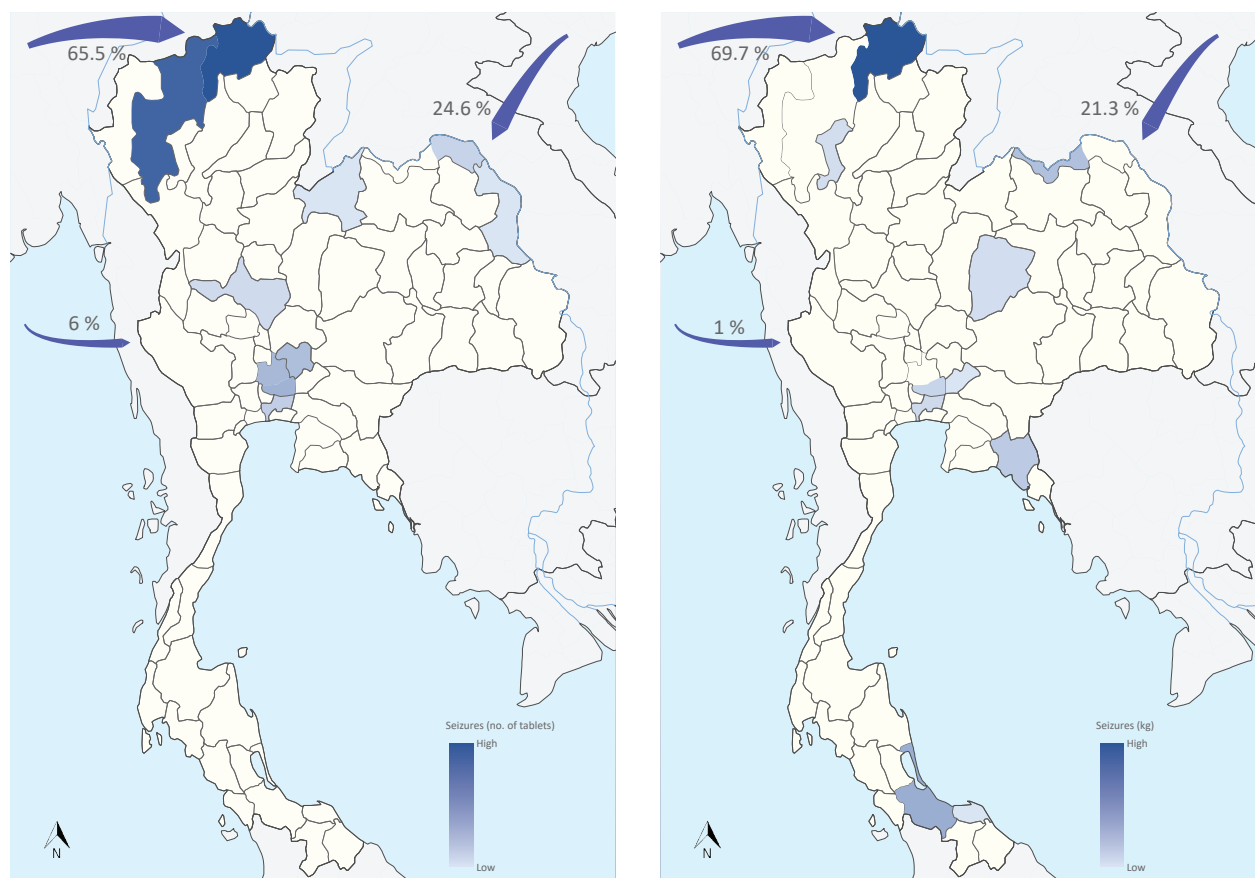 65.5 %
24.6 %
6 %
Seizures (no. of tablets)
High
Low
N
69.7 %
21.3 %
1 %
Seizures (kg)
High
Low
N